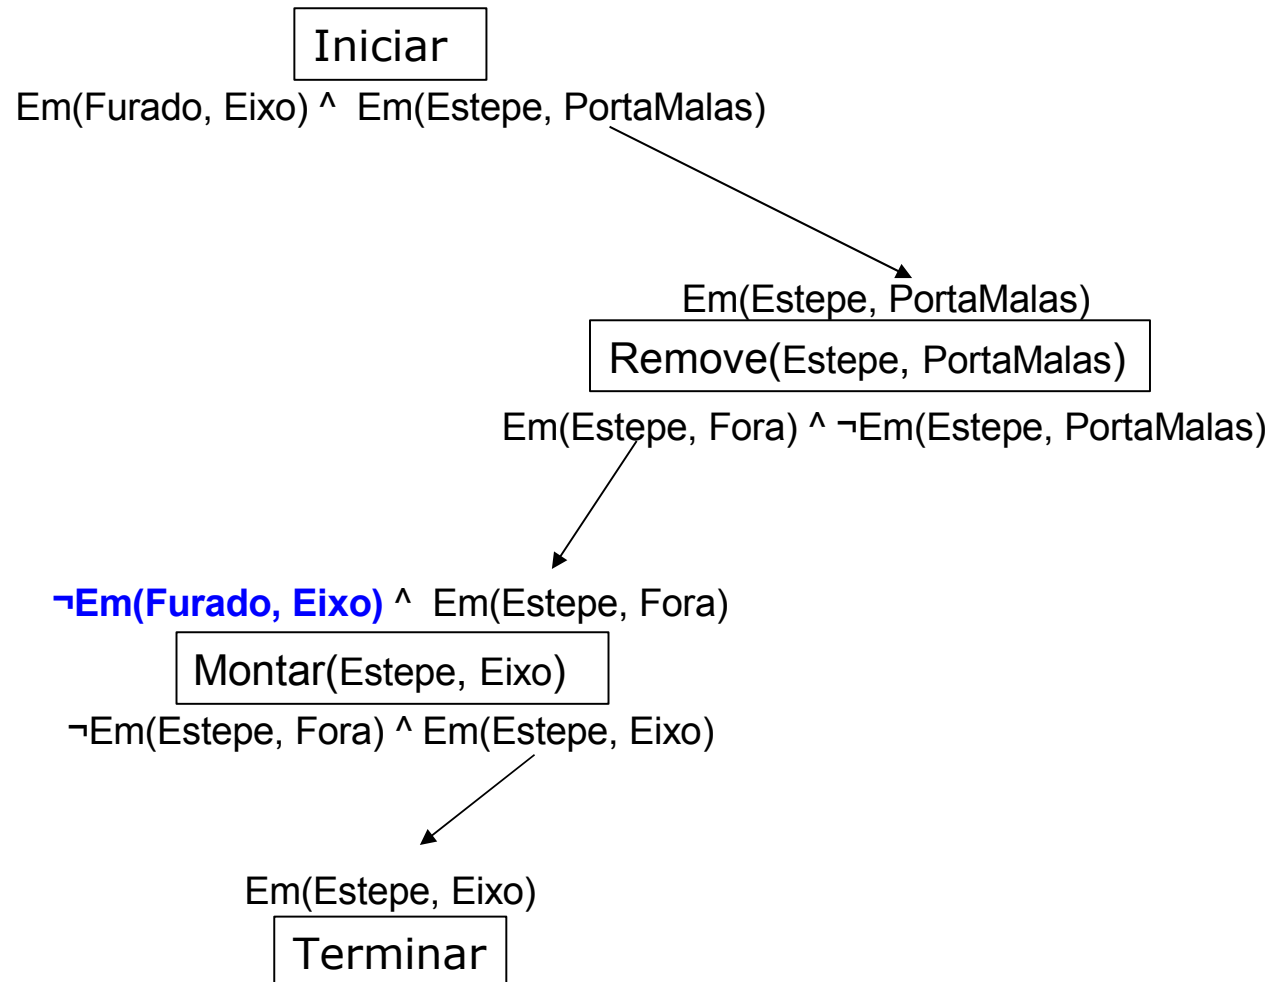 Iniciar
Em(Furado, Eixo) ^ Em(Estepe, PortaMalas)
Em(Estepe, PortaMalas)
Remove(Estepe, PortaMalas)
Em(Estepe, Fora) ^ ¬Em(Estepe, PortaMalas)
¬Em(Furado, Eixo) ^ Em(Estepe, Fora)
Montar(Estepe, Eixo)
¬Em(Estepe, Fora) ^ Em(Estepe, Eixo)
Em(Estepe, Eixo)
Terminar